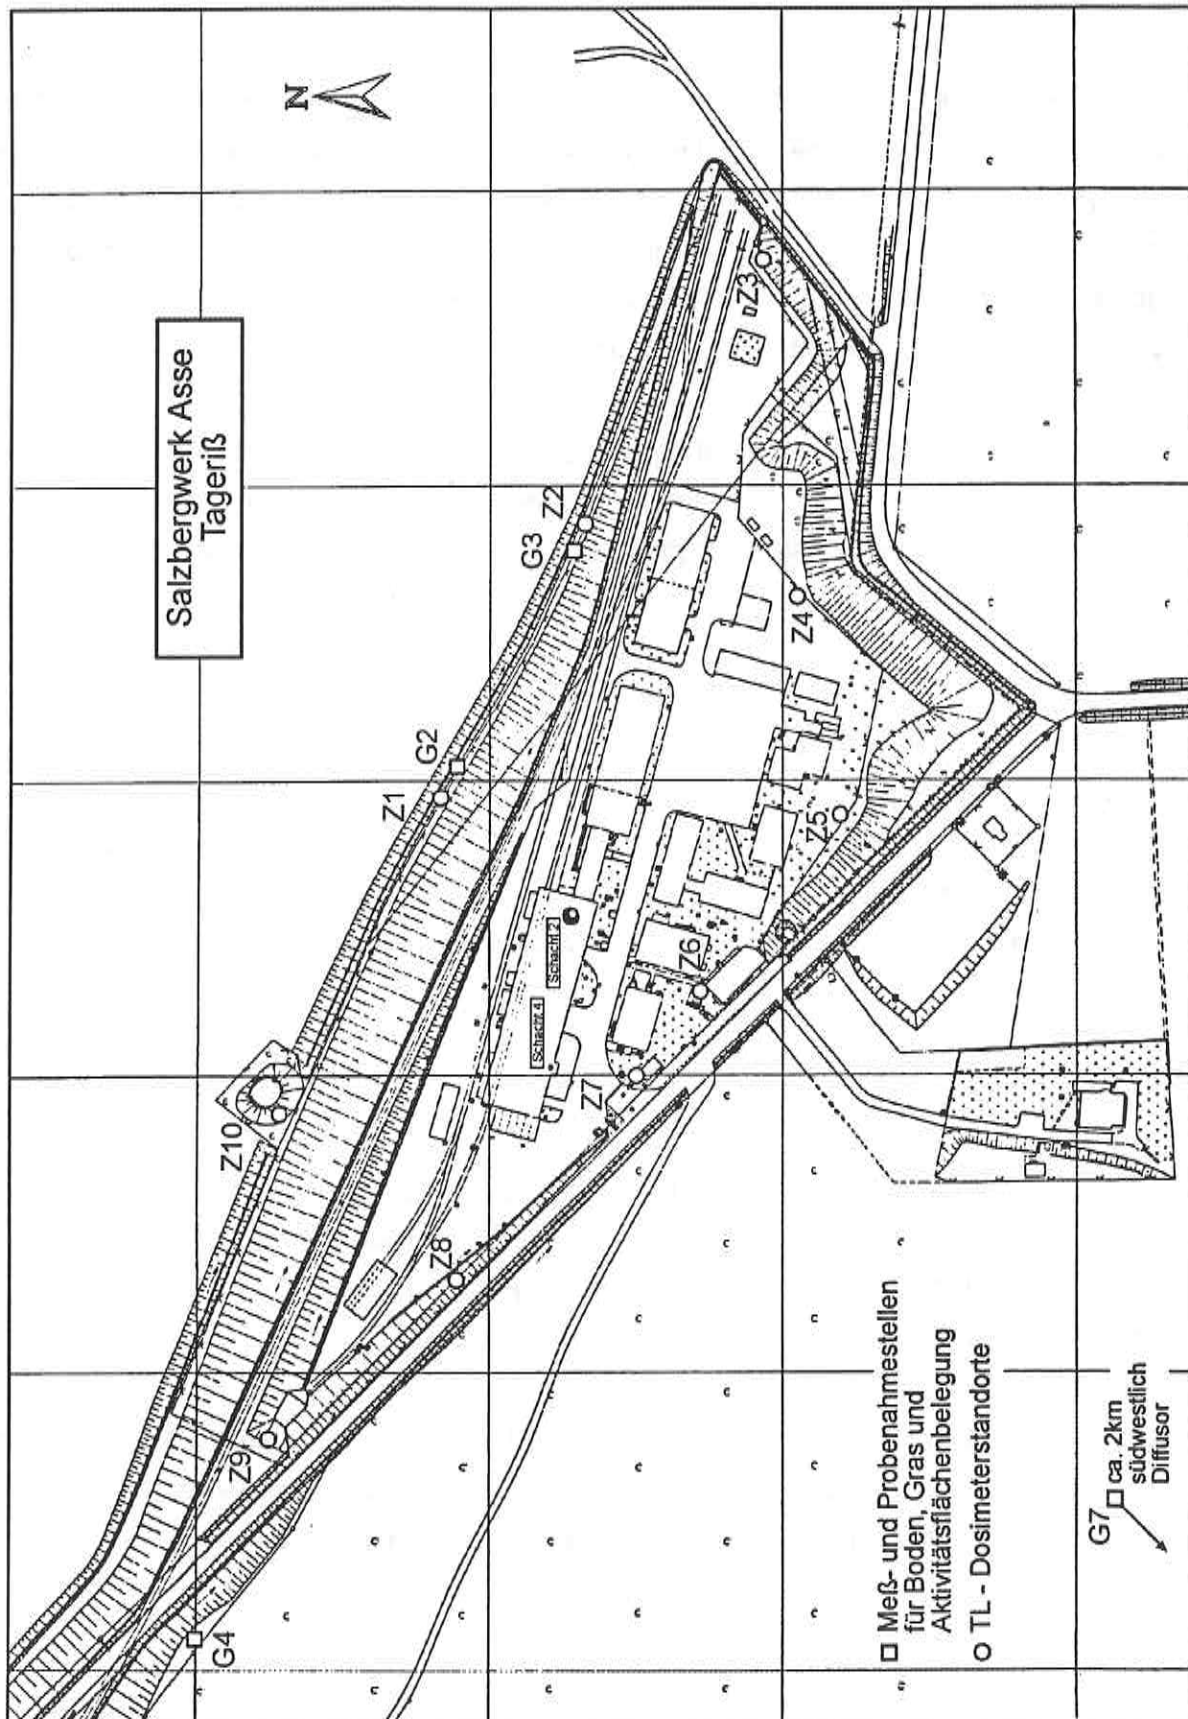 Salzbergwerk Asse
Tageriß
N
Z3
Z2
G3
Z4
G2
Z1
Z5
Schacht 2
Schacht 4
Z6
Z7
Z10
Z8
Z9
G4
Meß- und Probenahmestellen
für Boden, Gras und
Aktivitätsflächenbelegung
TL - Dosimeterstandorte
G7
ca. 2km
südwestlich
Diffusor